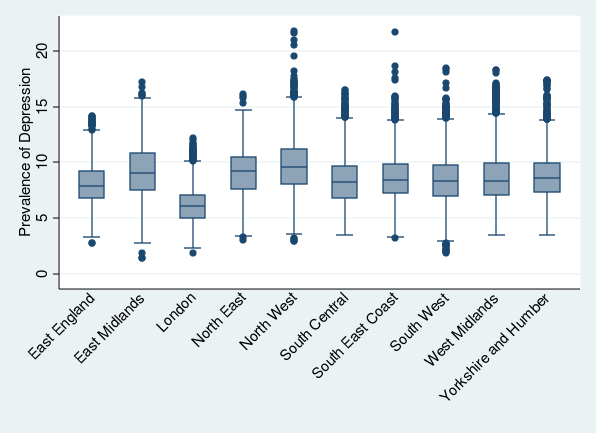 Prevalence of Depression
20
15
10
5
0
East England
East Midlands
London
North East
North West
South Central
South East Coast
South West
West Midlands
Yorkshire and Humber